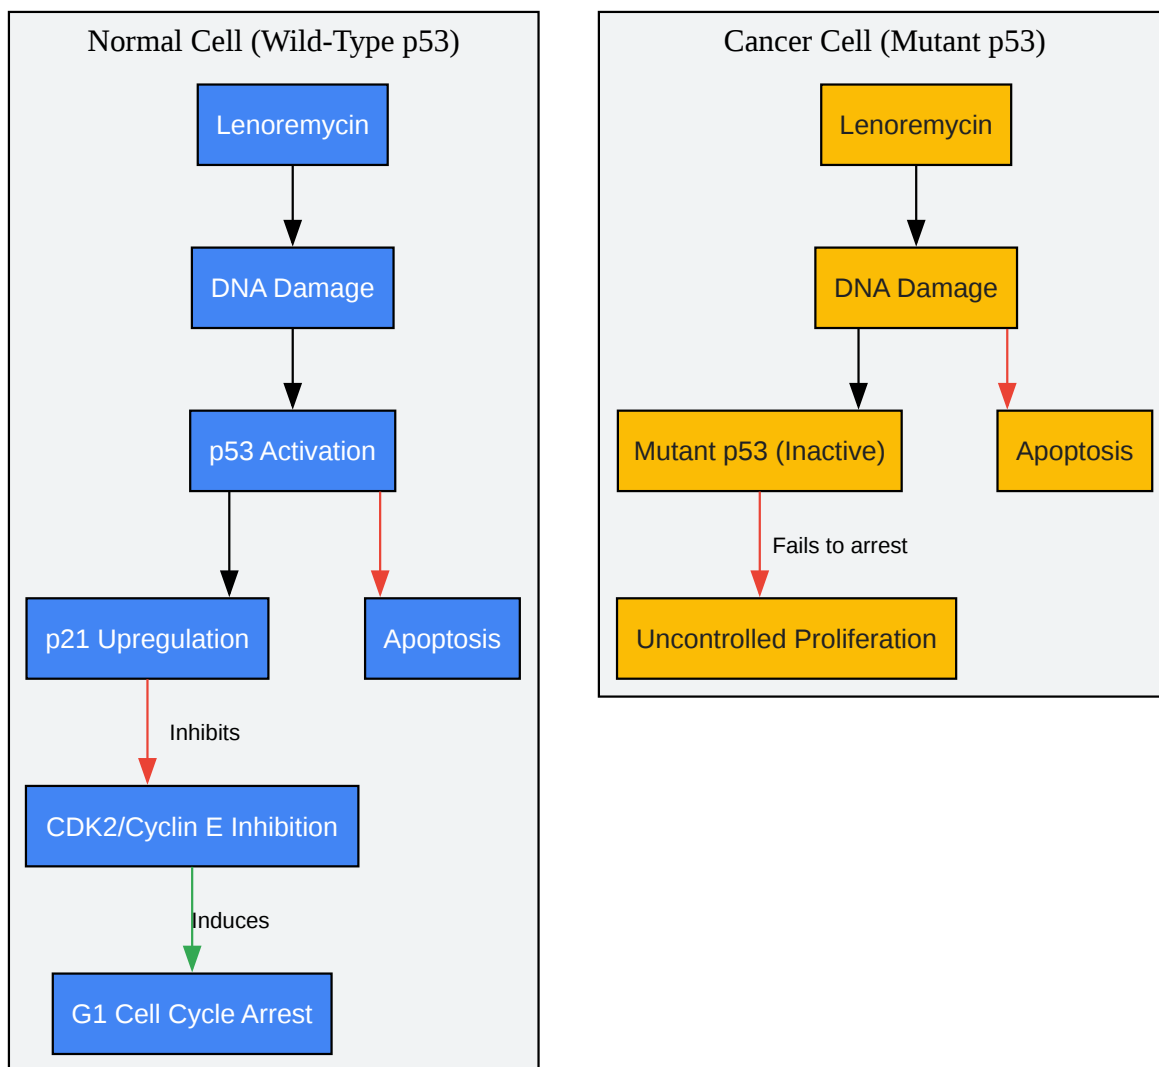 Normal Cell (Wild-Type p53)
Lenoremycin
DNA Damage
p53 Activation
p21 Upregulation
Apoptosis
Inhibits
CDK2/Cyclin E Inhibition
Induces
G1 Cell Cycle Arrest
Cancer Cell (Mutant p53)
Lenoremycin
DNA Damage
Mutant p53 (Inactive)
Apoptosis
Fails to arrest
Uncontrolled Proliferation